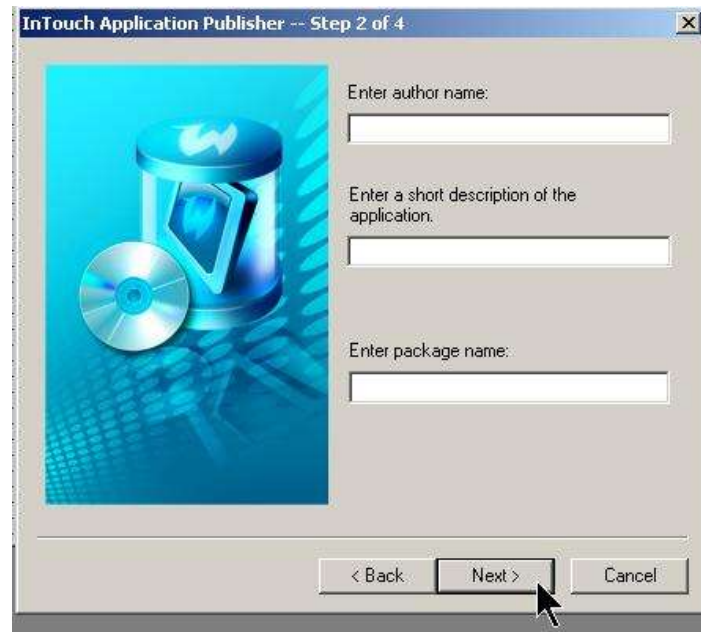 InTouch Application Publisher -- Step 2 of 4
Enter author name:
Enter a short description of the
application.
Enter package name:
< Back
Next >
Cancel